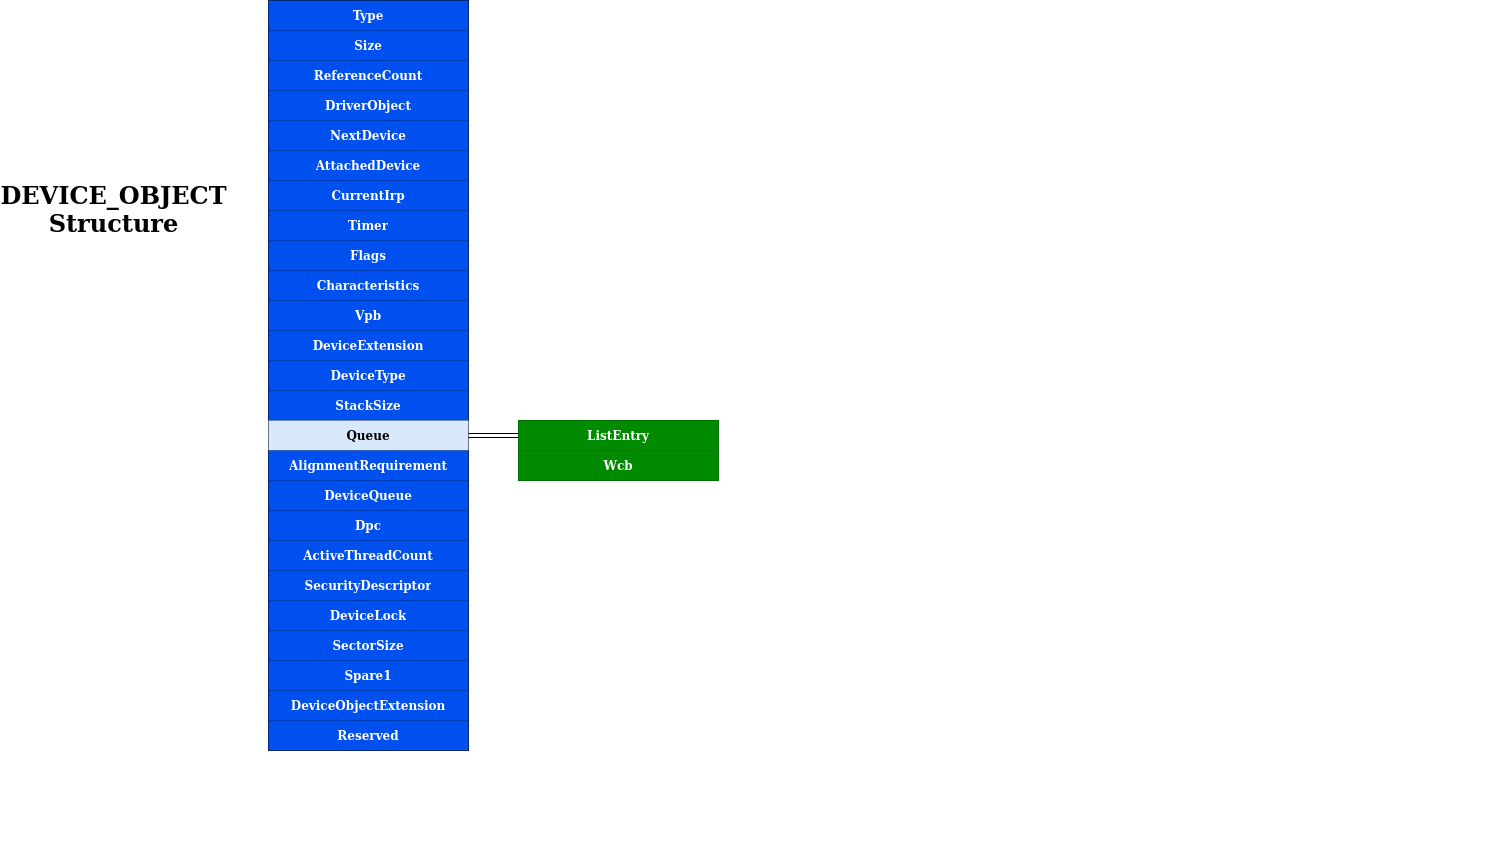 DEVICE_OBJECT
Structure
Type
Size
ReferenceCount
DriverObject
NextDevice
AttachedDevice
CurrentIrp
Timer
Flags
Characteristics
Vpb
DeviceExtension
DeviceType
StackSize
Queue
ListEntry
AlignmentRequirement
Wcb
DeviceQueue
Dpc
ActiveThreadCount
SecurityDescriptor
DeviceLock
SectorSize
Spare1
DeviceObjectExtension
Reserved